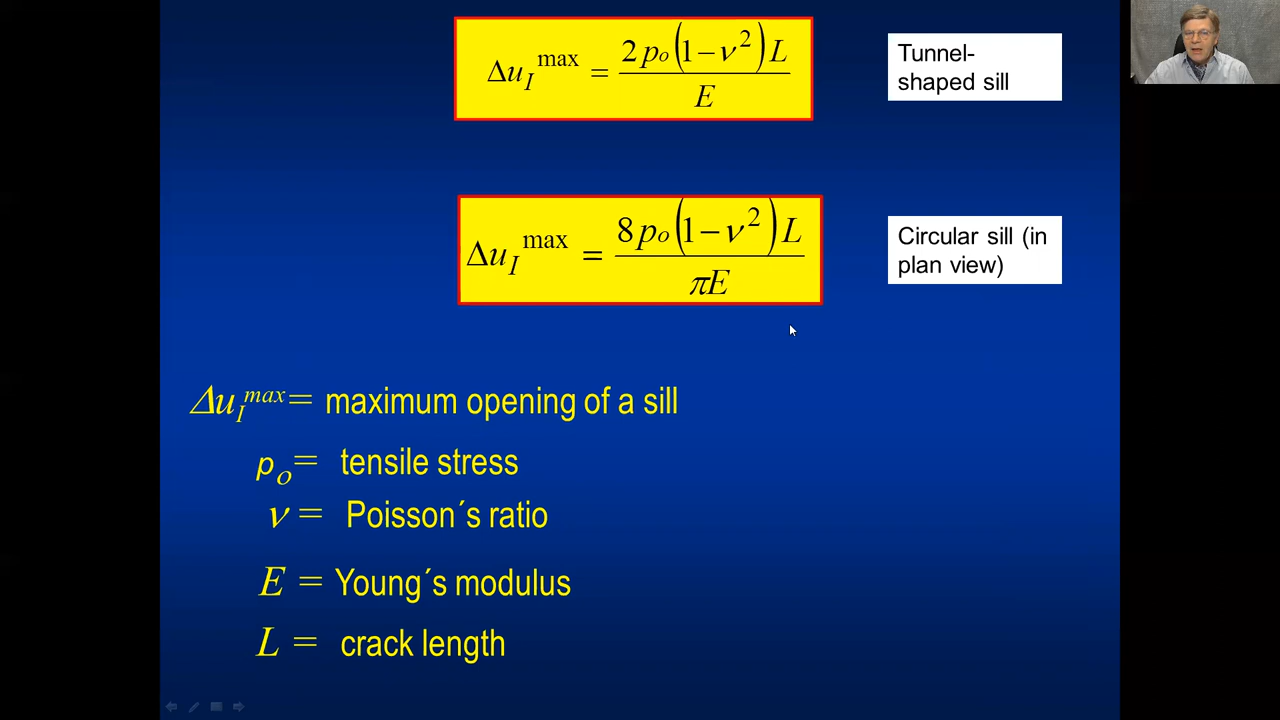 Δu_I^max = 2p_o(1−ν²)L / E
Tunnel-
shaped sill
Δu_I^max = 8p_o(1−ν²)L / πE
Circular sill (in
plan view)
Δu_I^max = maximum opening of a sill
p_o = tensile stress
ν = Poisson´s ratio
E = Young´s modulus
L = crack length